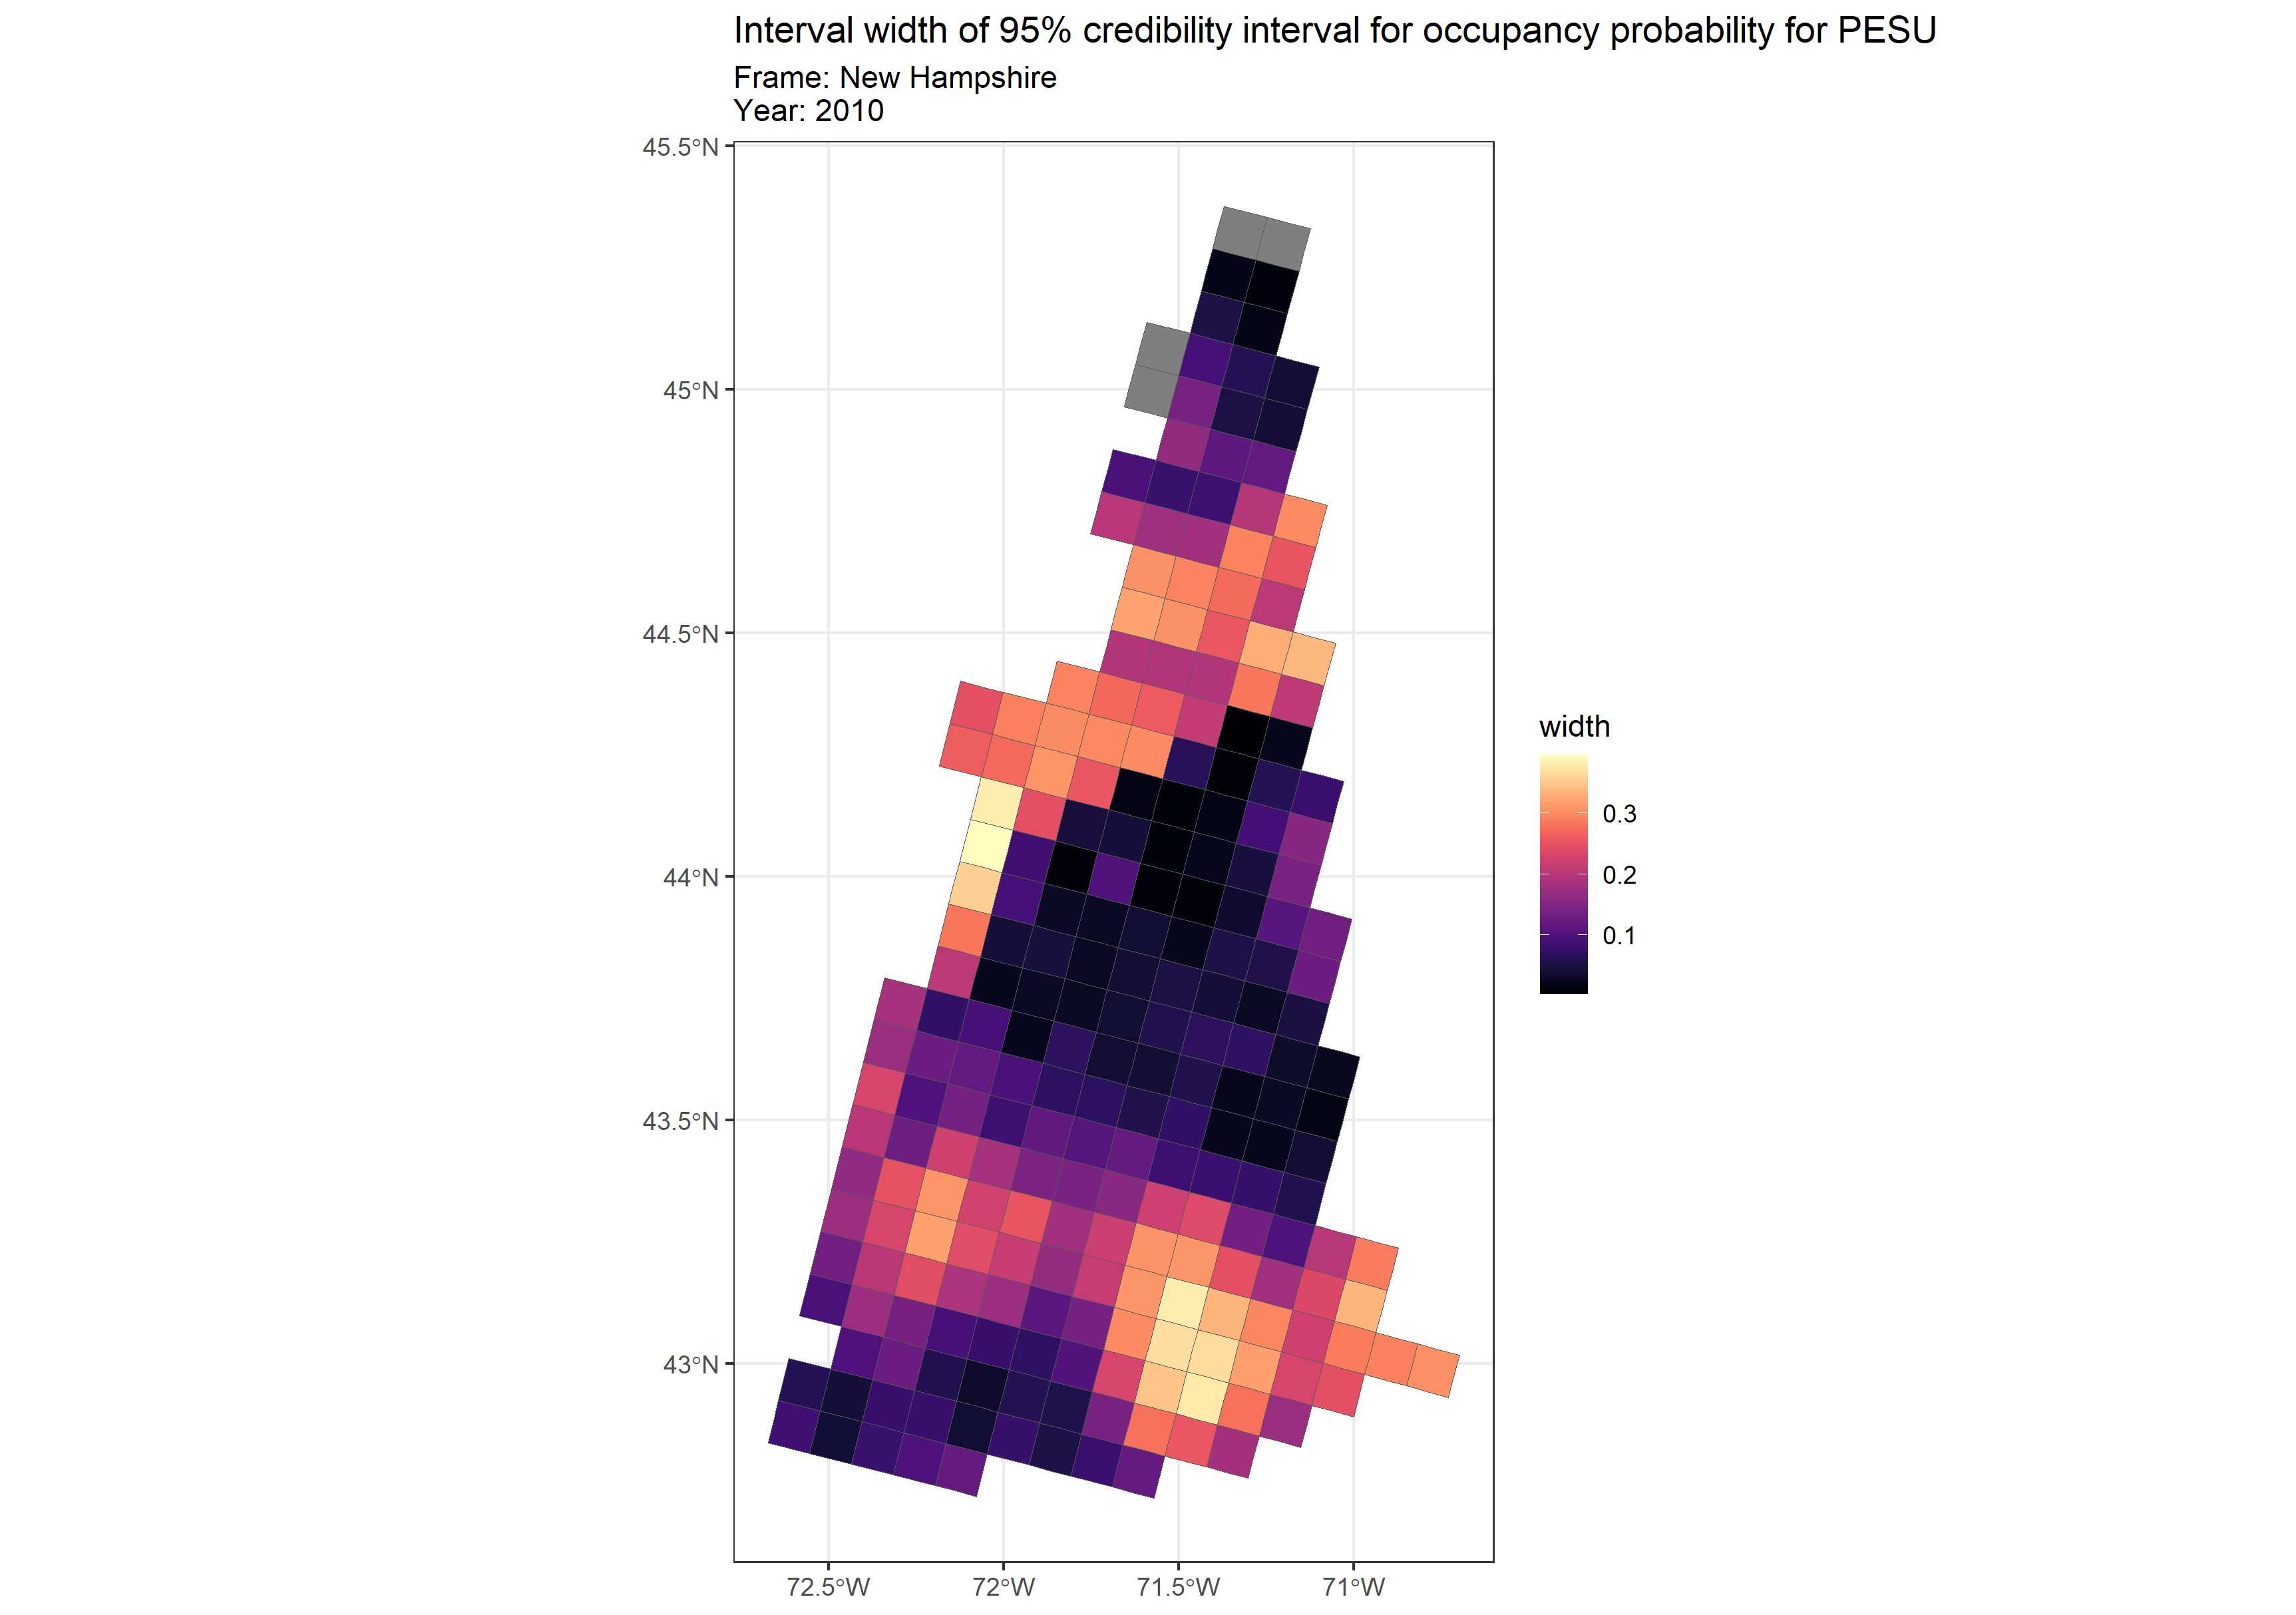 Interval width of 95% credibility interval for occupancy probability for PESU
Frame: New Hampshire
Year: 2010
45.5°N
45°N
44.5°N
44°N
43.5°N
43°N
72.5°W
72°W
71.5°W
71°W
width
0.3
0.2
0.1